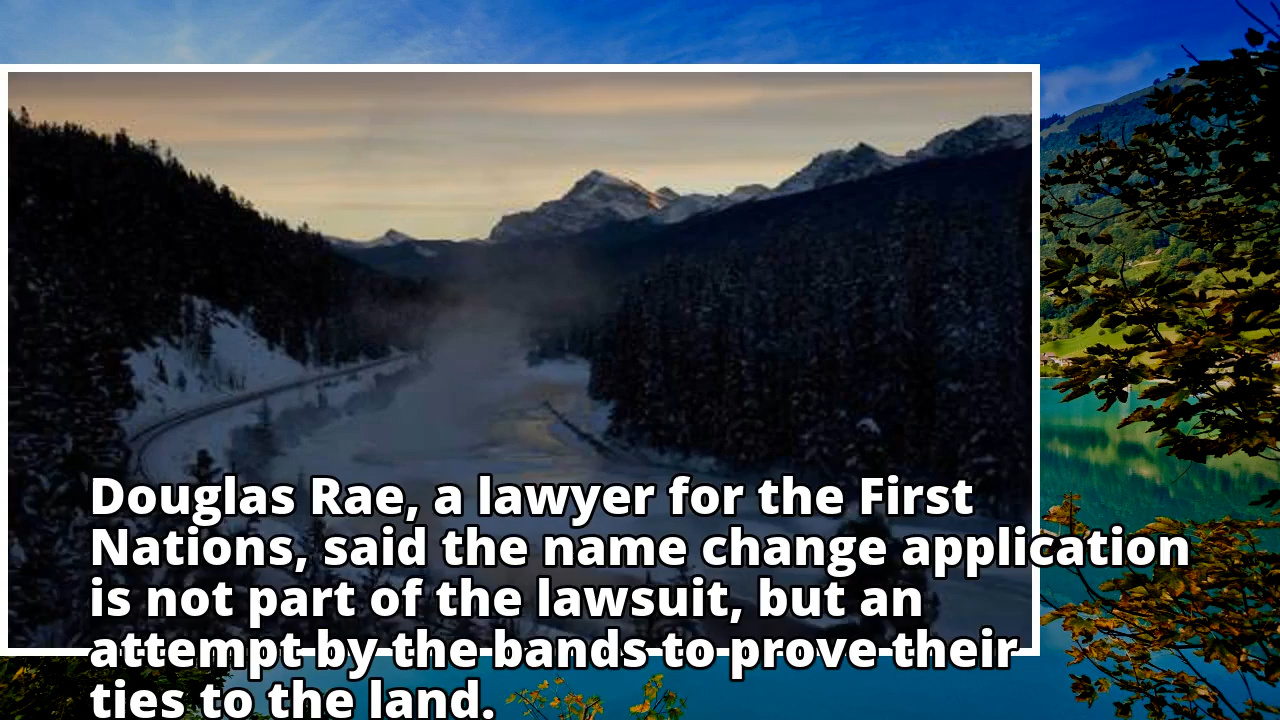 Douglas Rae, a lawyer for the First
Nations, said the name change application
is not part of the lawsuit, but an
attempt by the bands to prove their
ties to the land.